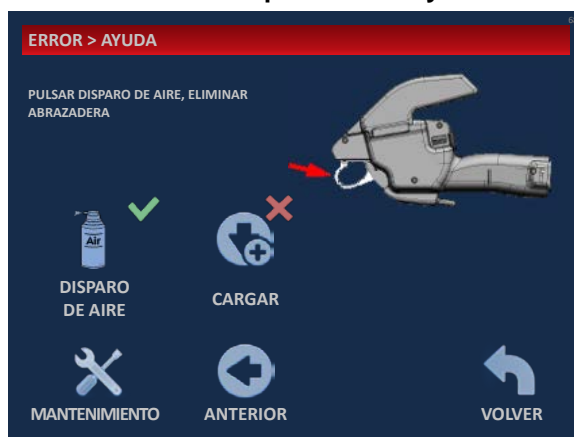 ERROR > AYUDA
PULSAR DISPARO DE AIRE, ELIMINAR
ABRAZADERA
Air
DISPARO
DE AIRE
CARGAR
MANTENIMIENTO
ANTERIOR
VOLVER